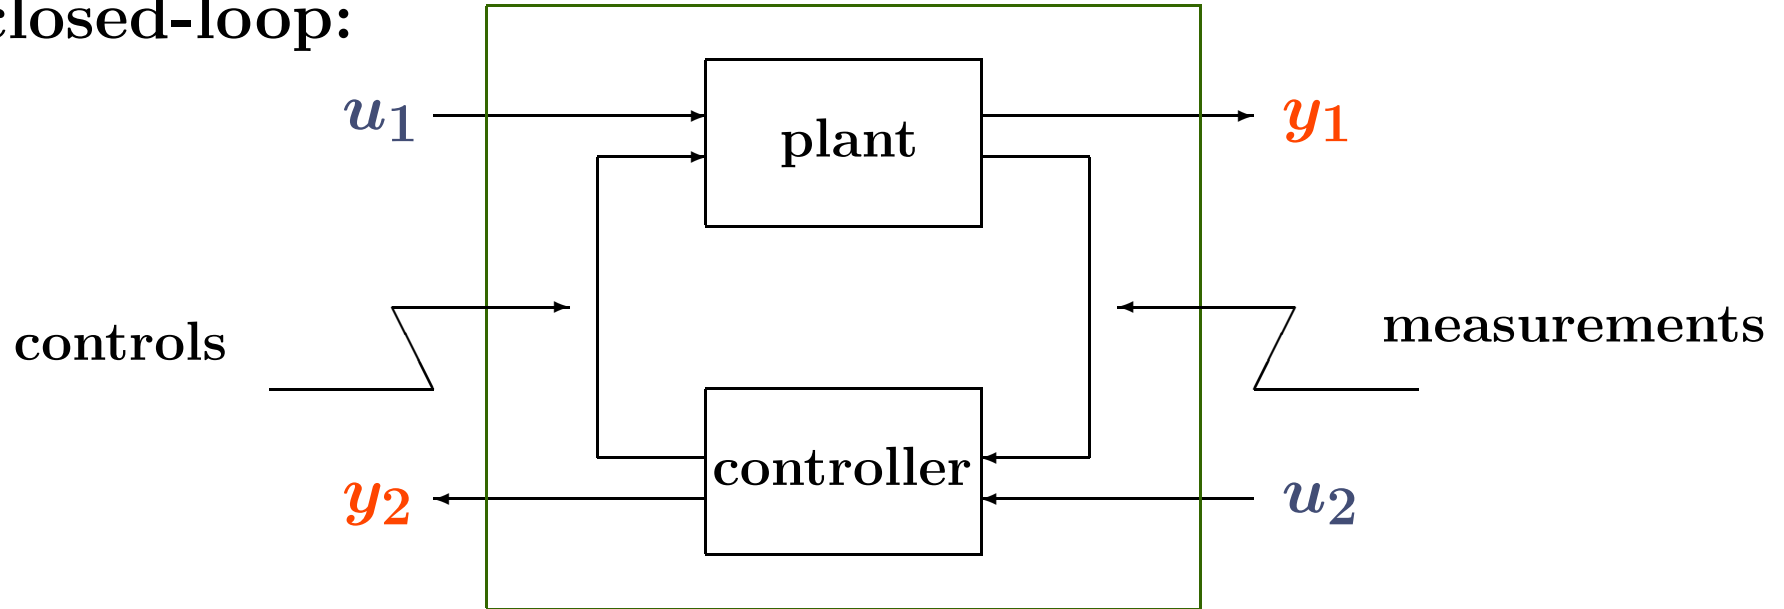 closed-loop:
u₁
plant
y₁
controls
measurements
y₂
controller
u₂